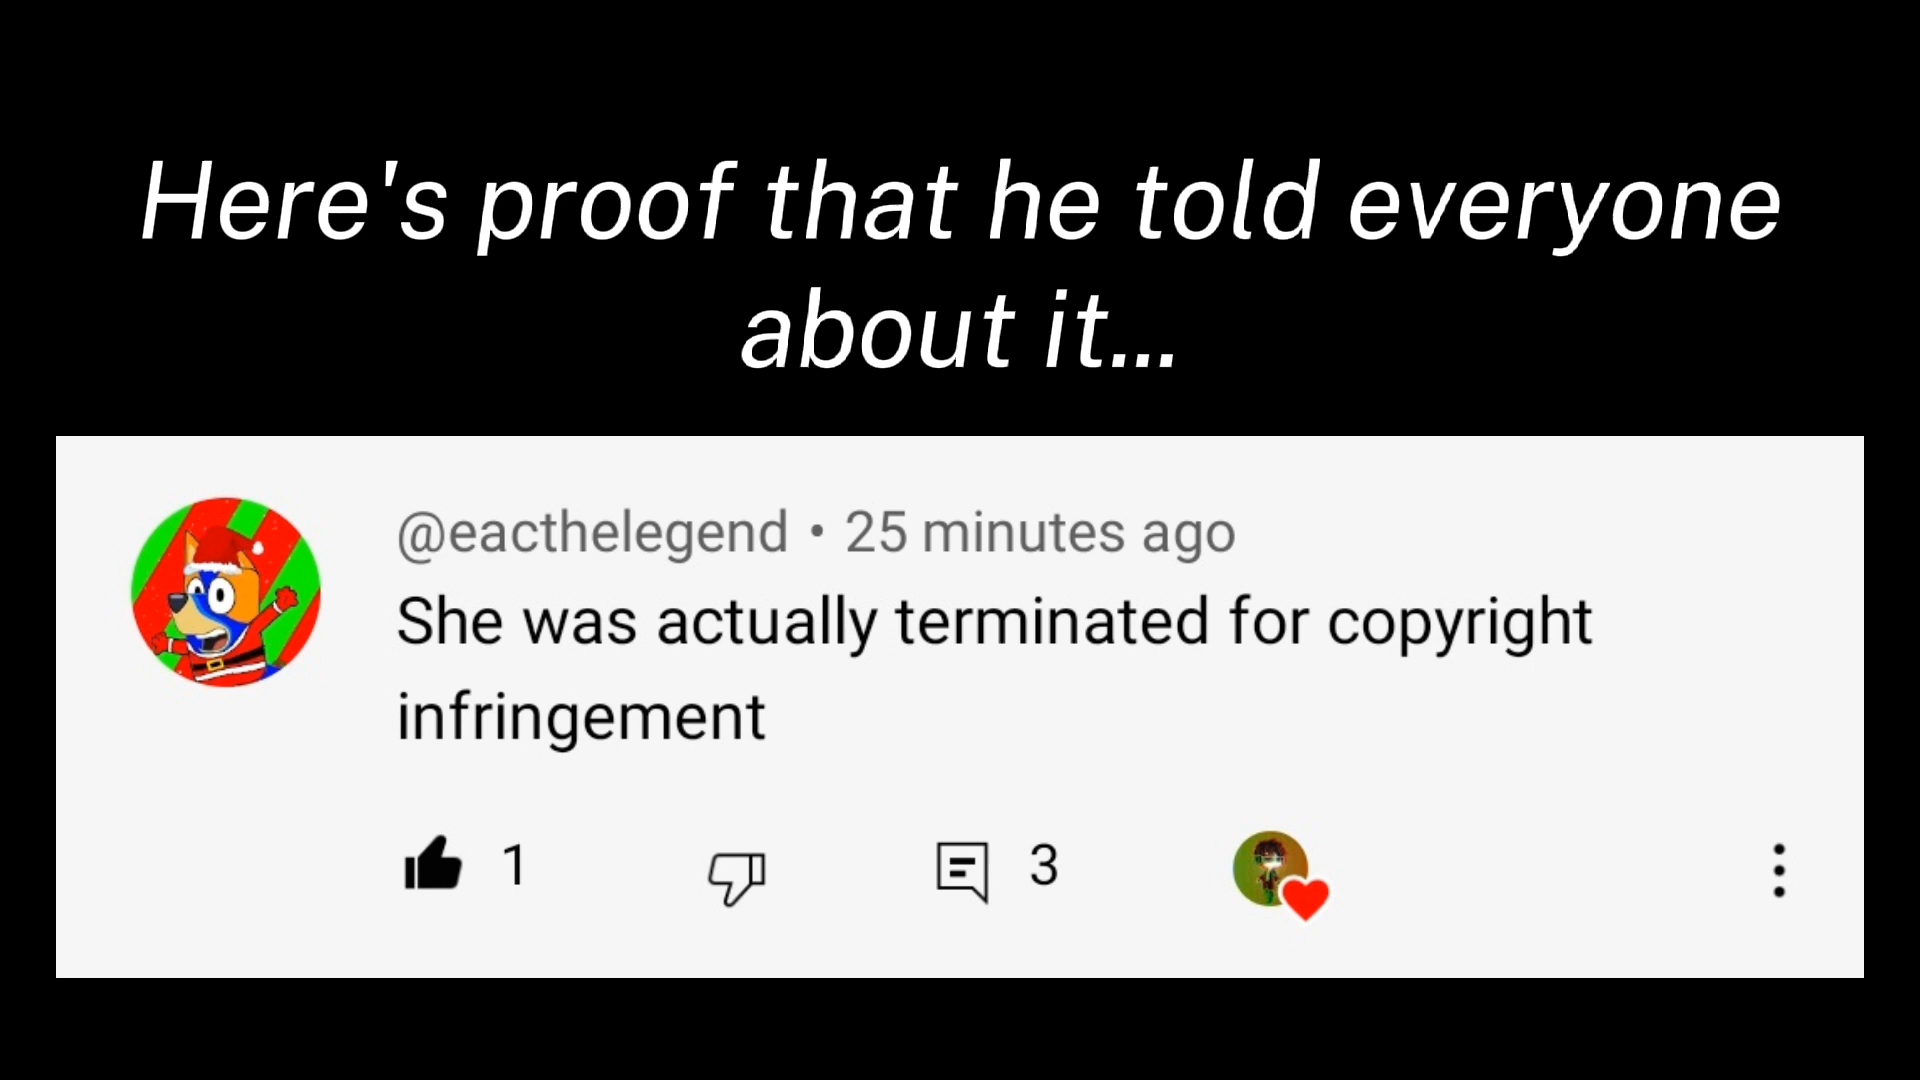 Here's proof that he told everyone
about it...
@eacthelegend • 25 minutes ago
She was actually terminated for copyright
infringement
1
3